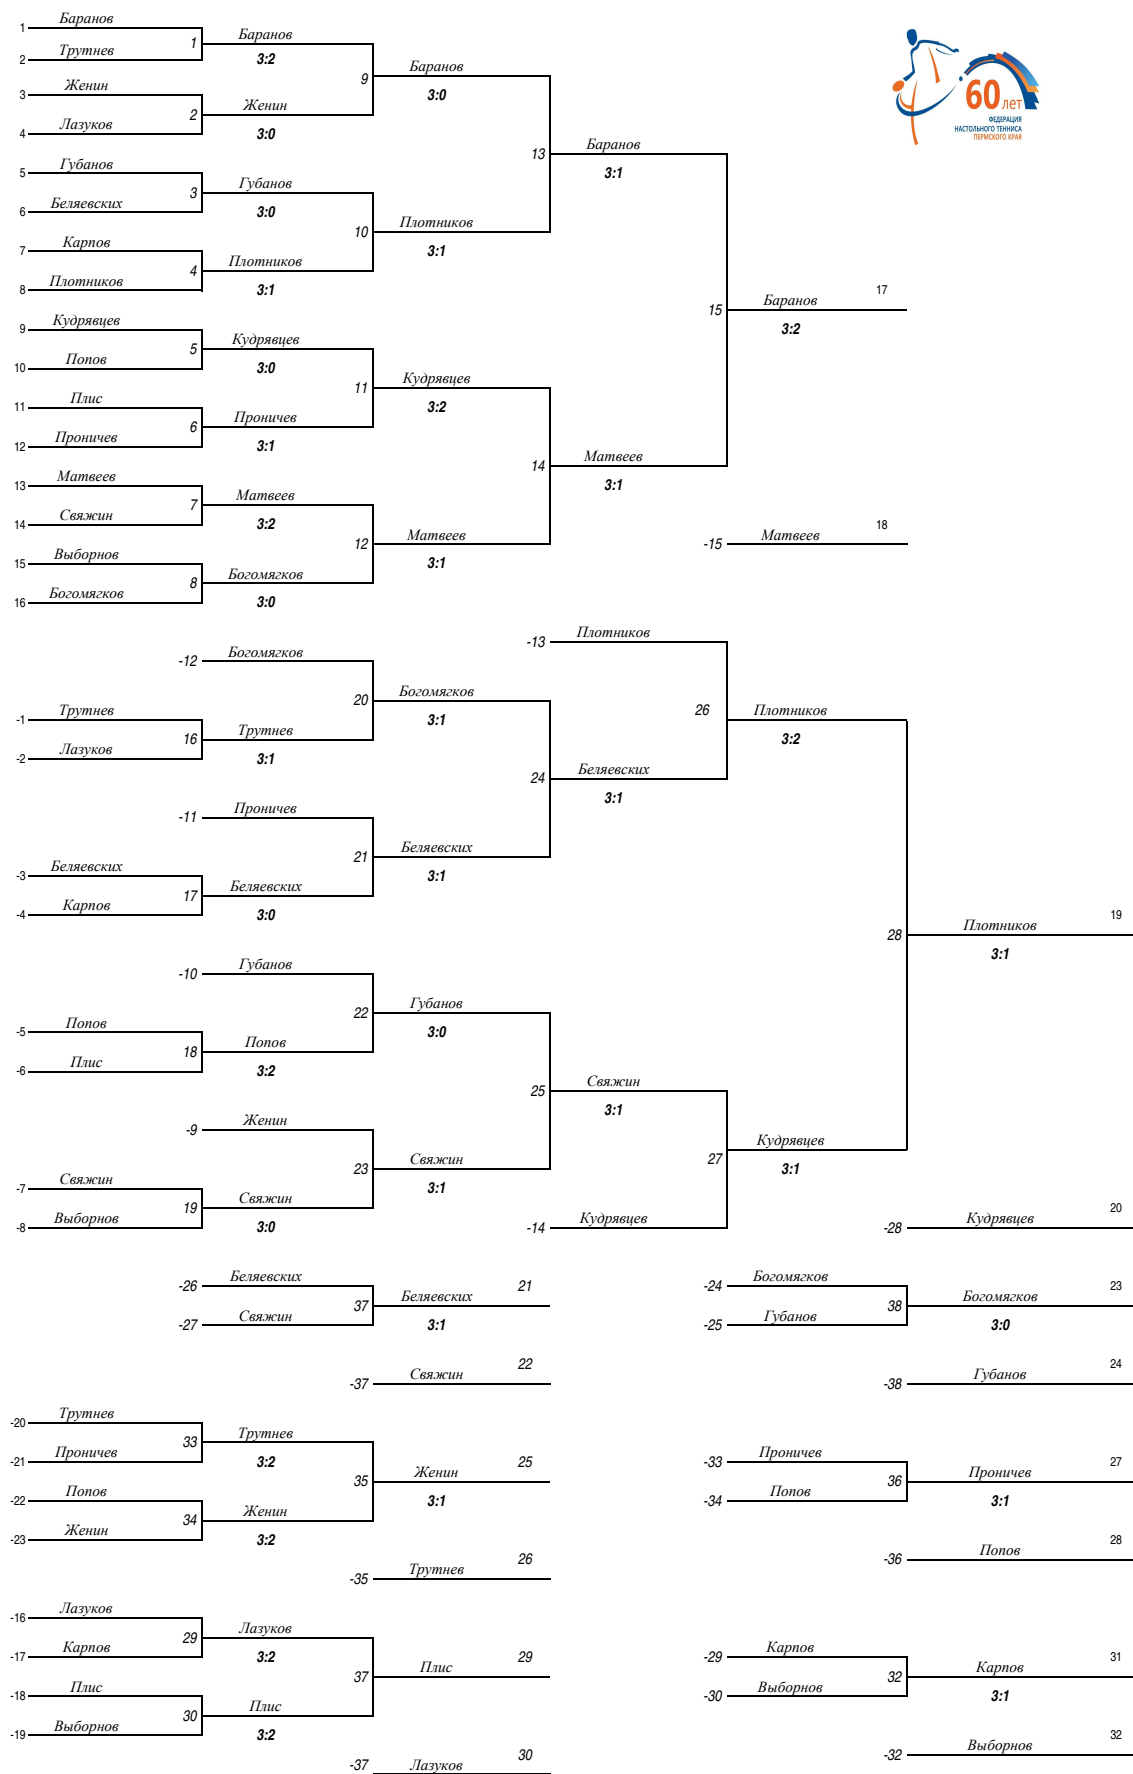 1 Баранов
1
2 Трутнев
Баранов
3:2
3 Женин
2
4 Лазуков
Женин
3:0
9
Баранов
3:0
5 Губанов
3
6 Беляевских
Губанов
3:0
7 Карпов
4
8 Плотников
Плотников
3:1
10
Плотников
3:1
13
Баранов
3:1
9 Кудрявцев
5
10 Попов
Кудрявцев
3:0
11 Плис
6
12 Проничев
Проничев
3:1
11
Кудрявцев
3:2
13 Матвеев
7
14 Свяжин
Матвеев
3:2
15 Выборнов
8
16 Богомягков
Богомягков
3:0
12
Матвеев
3:1
14
Матвеев
3:1
15
Баранов 17
3:2
-15 Матвеев 18
60 лет
ФЕДЕРАЦИЯ
НАСТОЛЬНОГО ТЕННИСА
ПЕРМСКОГО КРАЯ
-12 Богомягков
-1 Трутнев
16
-2 Лазуков
Трутнев
3:1
20
Богомягков
3:1
-11 Проничев
-3 Беляевских
17
-4 Карпов
Беляевских
3:0
21
Беляевских
3:1
24
Беляевских
3:1
-13 Плотников
26
Плотников
3:2
-10 Губанов
-5 Попов
18
-6 Плис
Попов
3:2
22
Губанов
3:0
-9 Женин
-7 Свяжин
19
-8 Выборнов
Свяжин
3:0
23
Свяжин
3:1
25
Свяжин
3:1
-14 Кудрявцев
27
Кудрявцев
3:1
28
Плотников 19
3:1
-28 Кудрявцев 20
-26 Беляевских
37
-27 Свяжин
Беляевских 21
3:1
-37 Свяжин 22
-24 Богомягков
38
-25 Губанов
Богомягков 23
3:0
-38 Губанов 24
-20 Трутнев
33
-21 Проничев
Трутнев
3:2
-22 Попов
34
-23 Женин
Женин
3:2
35
Женин 25
3:1
-35 Трутнев 26
-33 Проничев
36
-34 Попов
Проничев 27
3:1
-36 Попов 28
-16 Лазуков
29
-17 Карпов
Лазуков
3:2
-18 Плис
30
-19 Выборнов
Плис
3:2
37
Плис 29
-37 Лазуков 30
-29 Карпов
32
-30 Выборнов
Карпов 31
3:1
-32 Выборнов 32